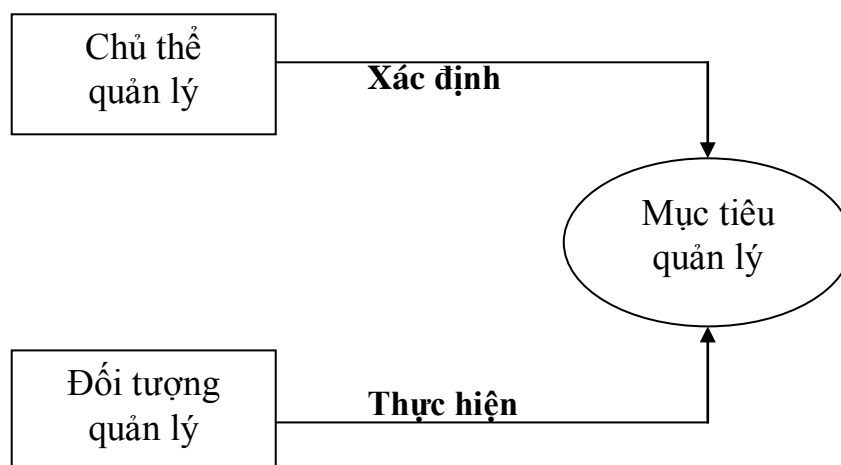 Chủ thể
quản lý
Xác định
Mục tiêu
quản lý
Đối tượng
quản lý
Thực hiện